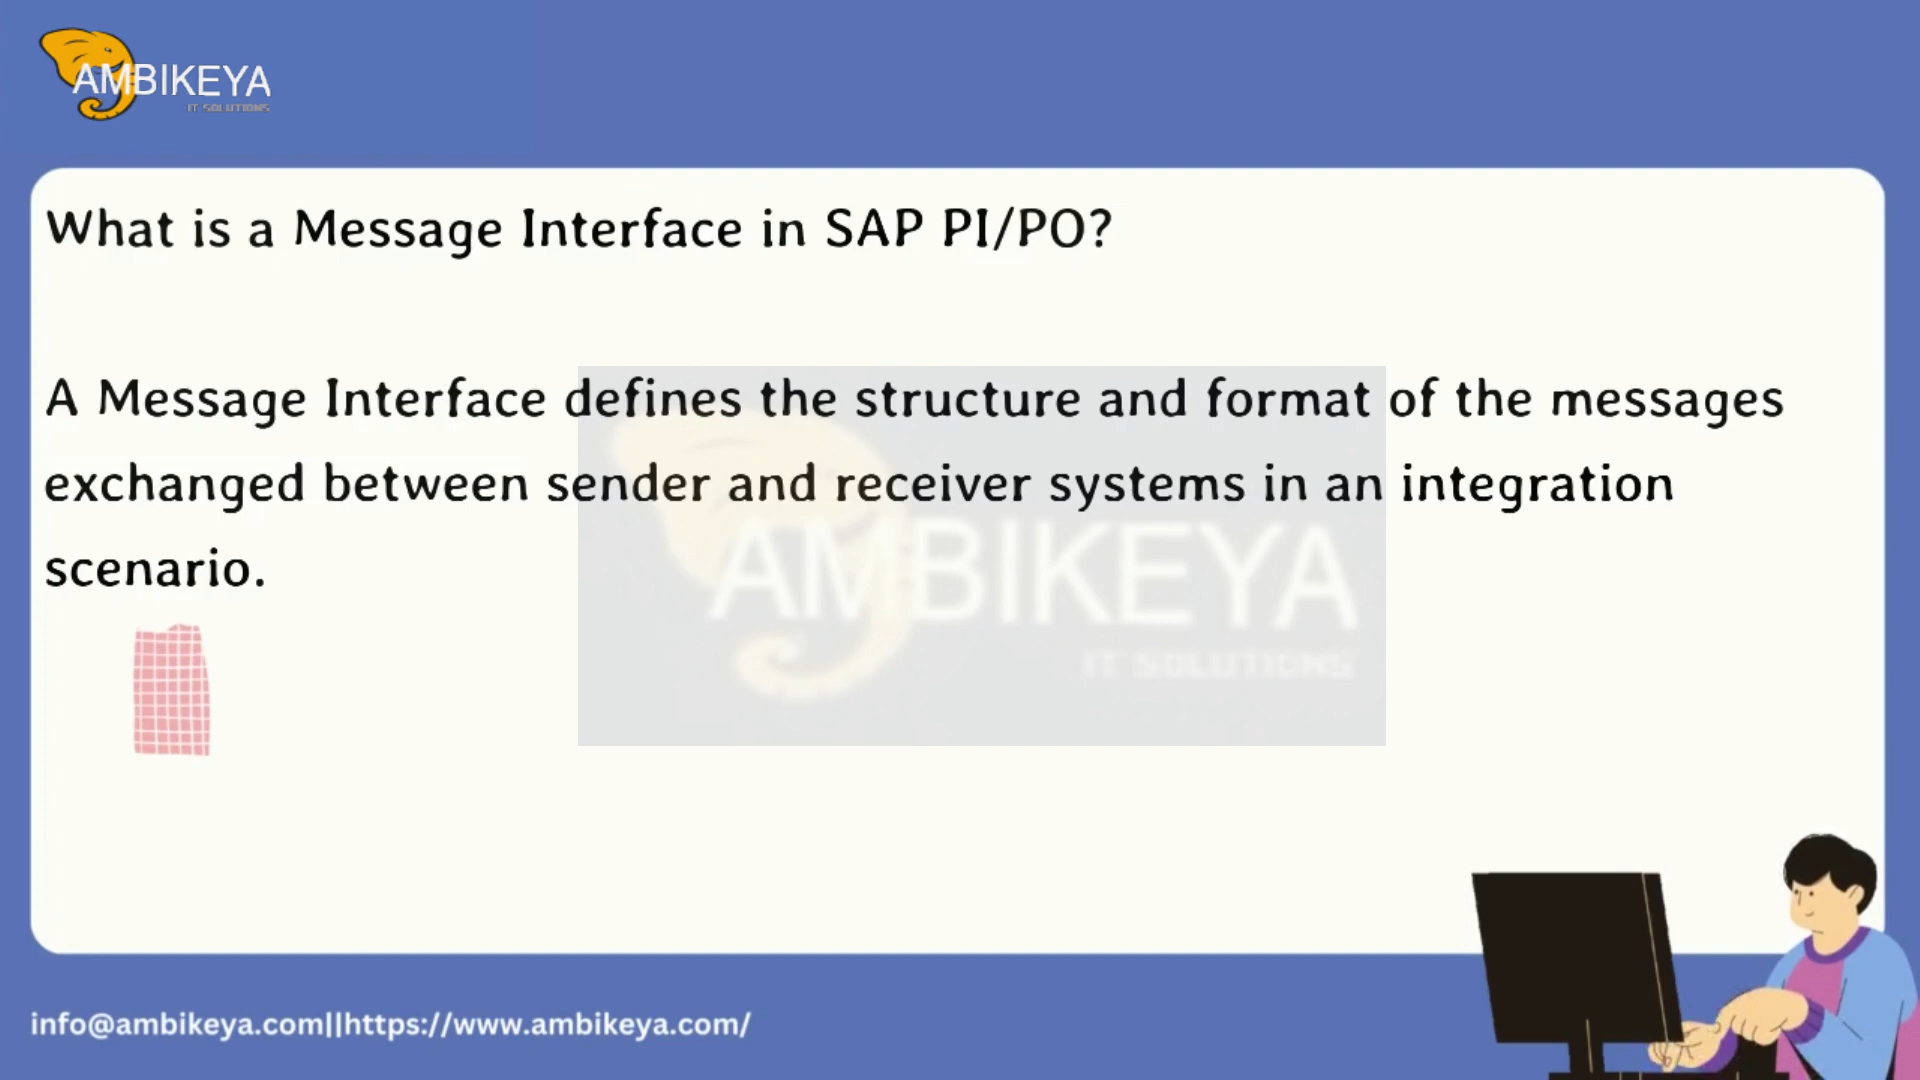 AMBIKEYA
IT SOLUTIONS
What is a Message Interface in SAP PI/PO?
A Message Interface defines the structure and format of the messages
exchanged between sender and receiver systems in an integration
scenario.
AMBIKEYA
IT SOLUTIONS
info@ambikeya.com||https://www.ambikeya.com/